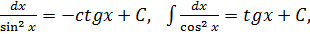 dx/sin² x = −ctgx + C, ∫ dx/cos² x = tgx + C,